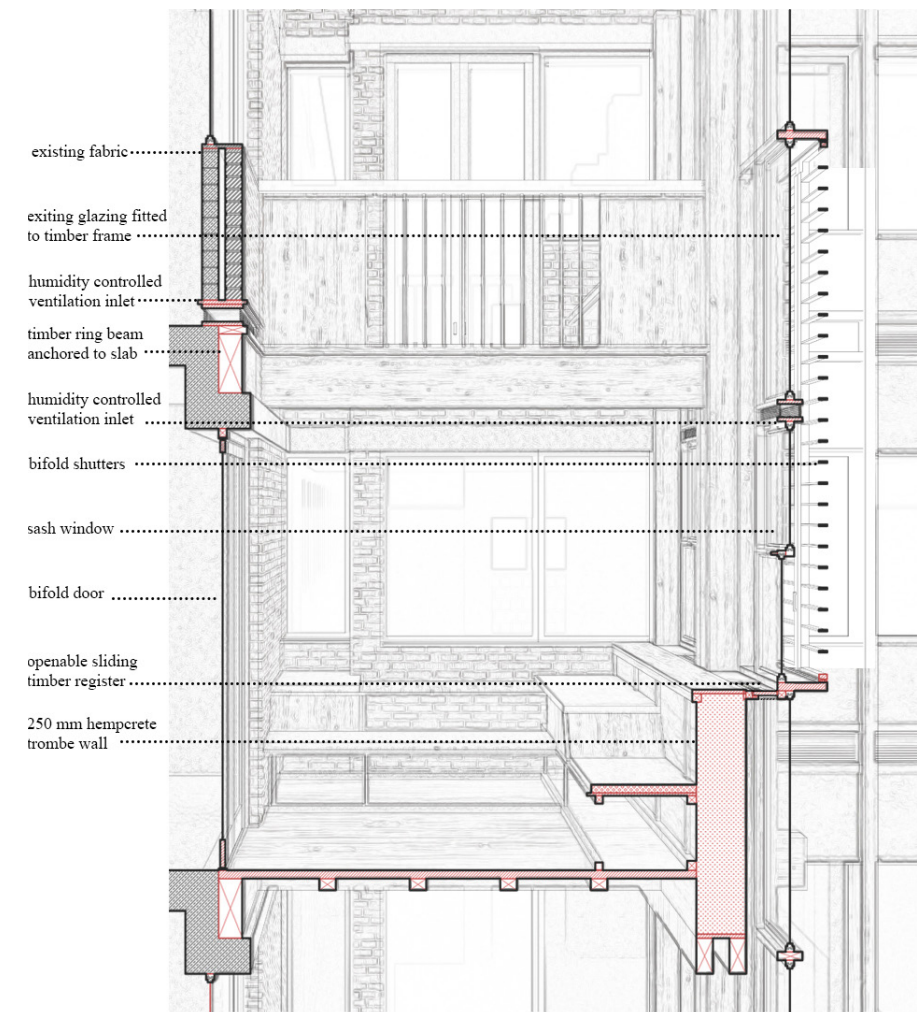 existing fabric
exiting glazing fitted
to timber frame
humidity controlled
ventilation inlet
timber ring beam
anchored to slab
humidity controlled
ventilation inlet
bifold shutters
sash window
bifold door
openable sliding
timber register
250 mm hempcrete
trombe wall